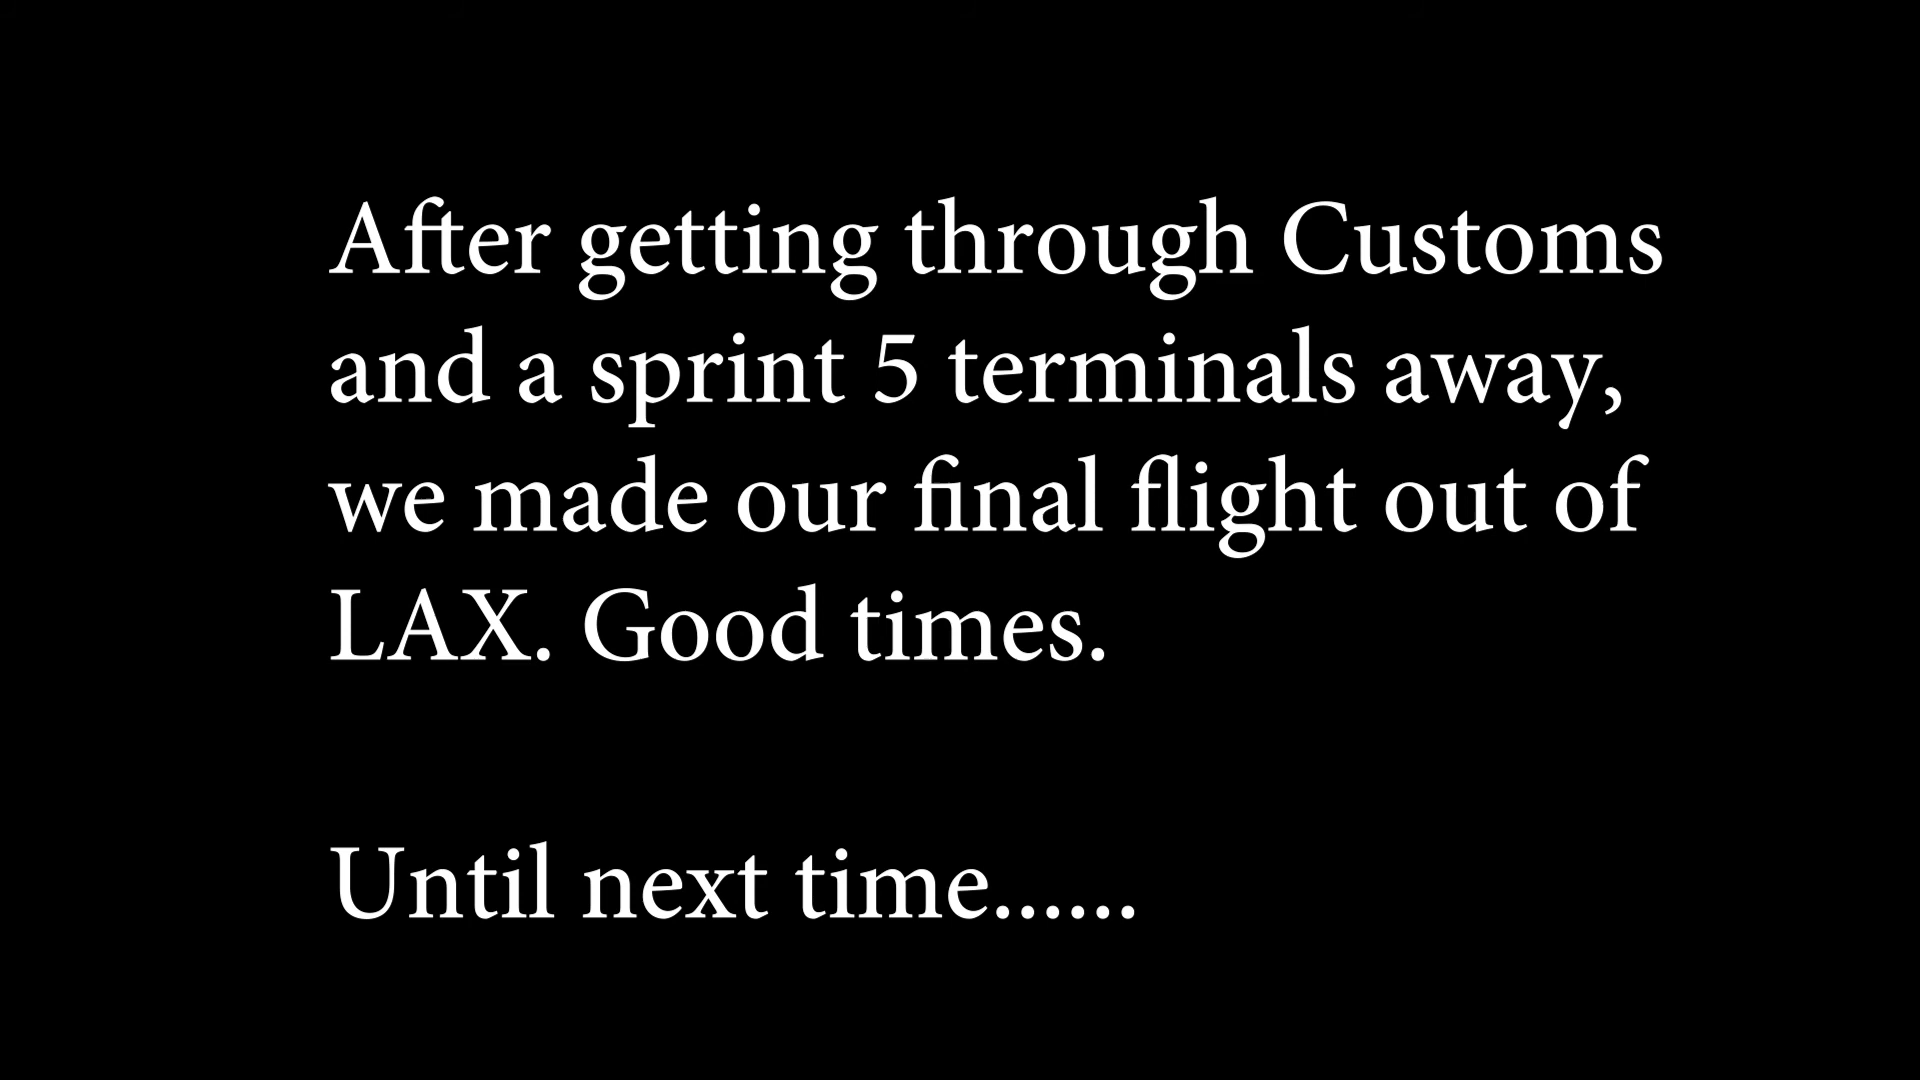 After getting through Customs
and a sprint 5 terminals away,
we made our final flight out of
LAX. Good times.
Until next time......